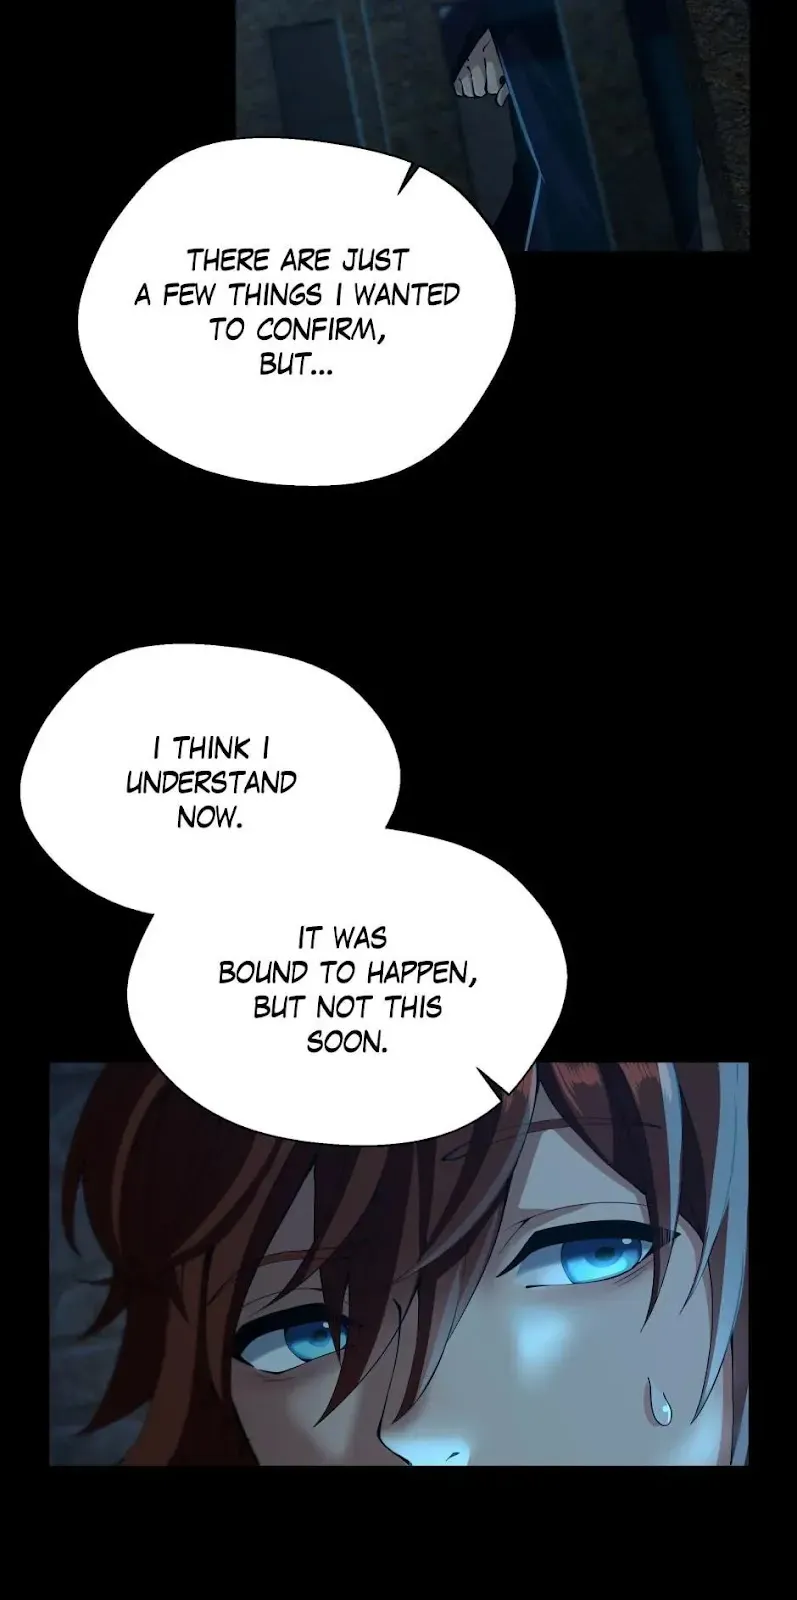 THERE ARE JUST
A FEW THINGS I WANTED
TO CONFIRM,
BUT...
I THINK I
UNDERSTAND
NOW.
IT WAS
BOUND TO HAPPEN,
BUT NOT THIS
SOON.